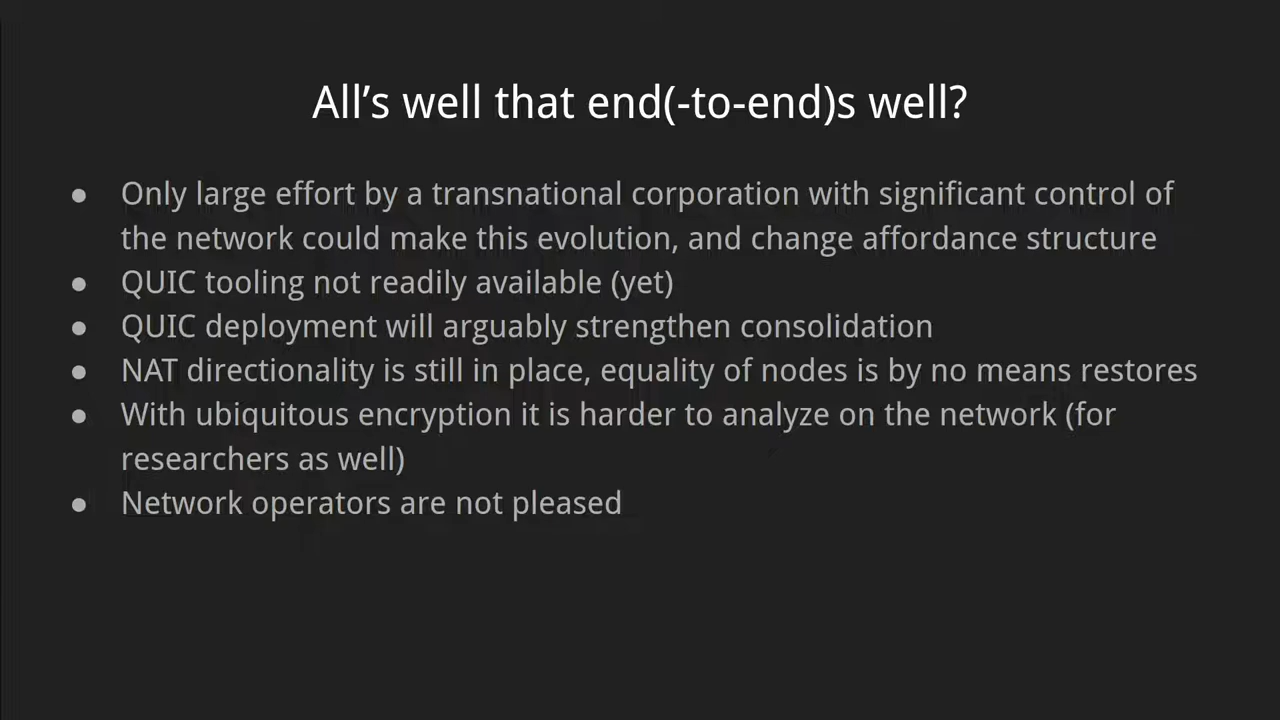 All’s well that end(-to-end)s well?
● Only large effort by a transnational corporation with significant control of
the network could make this evolution, and change affordance structure
● QUIC tooling not readily available (yet)
● QUIC deployment will arguably strengthen consolidation
● NAT directionality is still in place, equality of nodes is by no means restores
● With ubiquitous encryption it is harder to analyze on the network (for
researchers as well)
● Network operators are not pleased